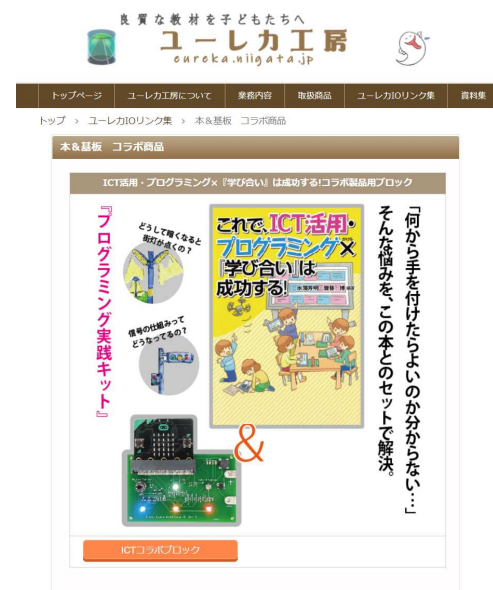 良質な教材を子どもたちへ
ユーレカ工房
eureka.niigata.jp
トップページ ユーレカ工房について 業務内容 取扱商品 ユーレカIOリンク集 資料集
トップ › ユーレカIOリンク集 › 本&基板 コラボ商品
本&基板 コラボ商品
ICT活用・プログラミング×『学び合い』は成功する!コラボ製品用ブロック
「何から手を付けたらよいのか分からない…」
そんな悩みを、この本とのセットで解決。
これで、ICT活用・
プログラミング×
『学び合い』は
成功する!
『プログラミング実践キット』
どうして暗くなると
街灯が点くの?
信号の仕組みって
どうなってるの?
&
ICTコラボブロック